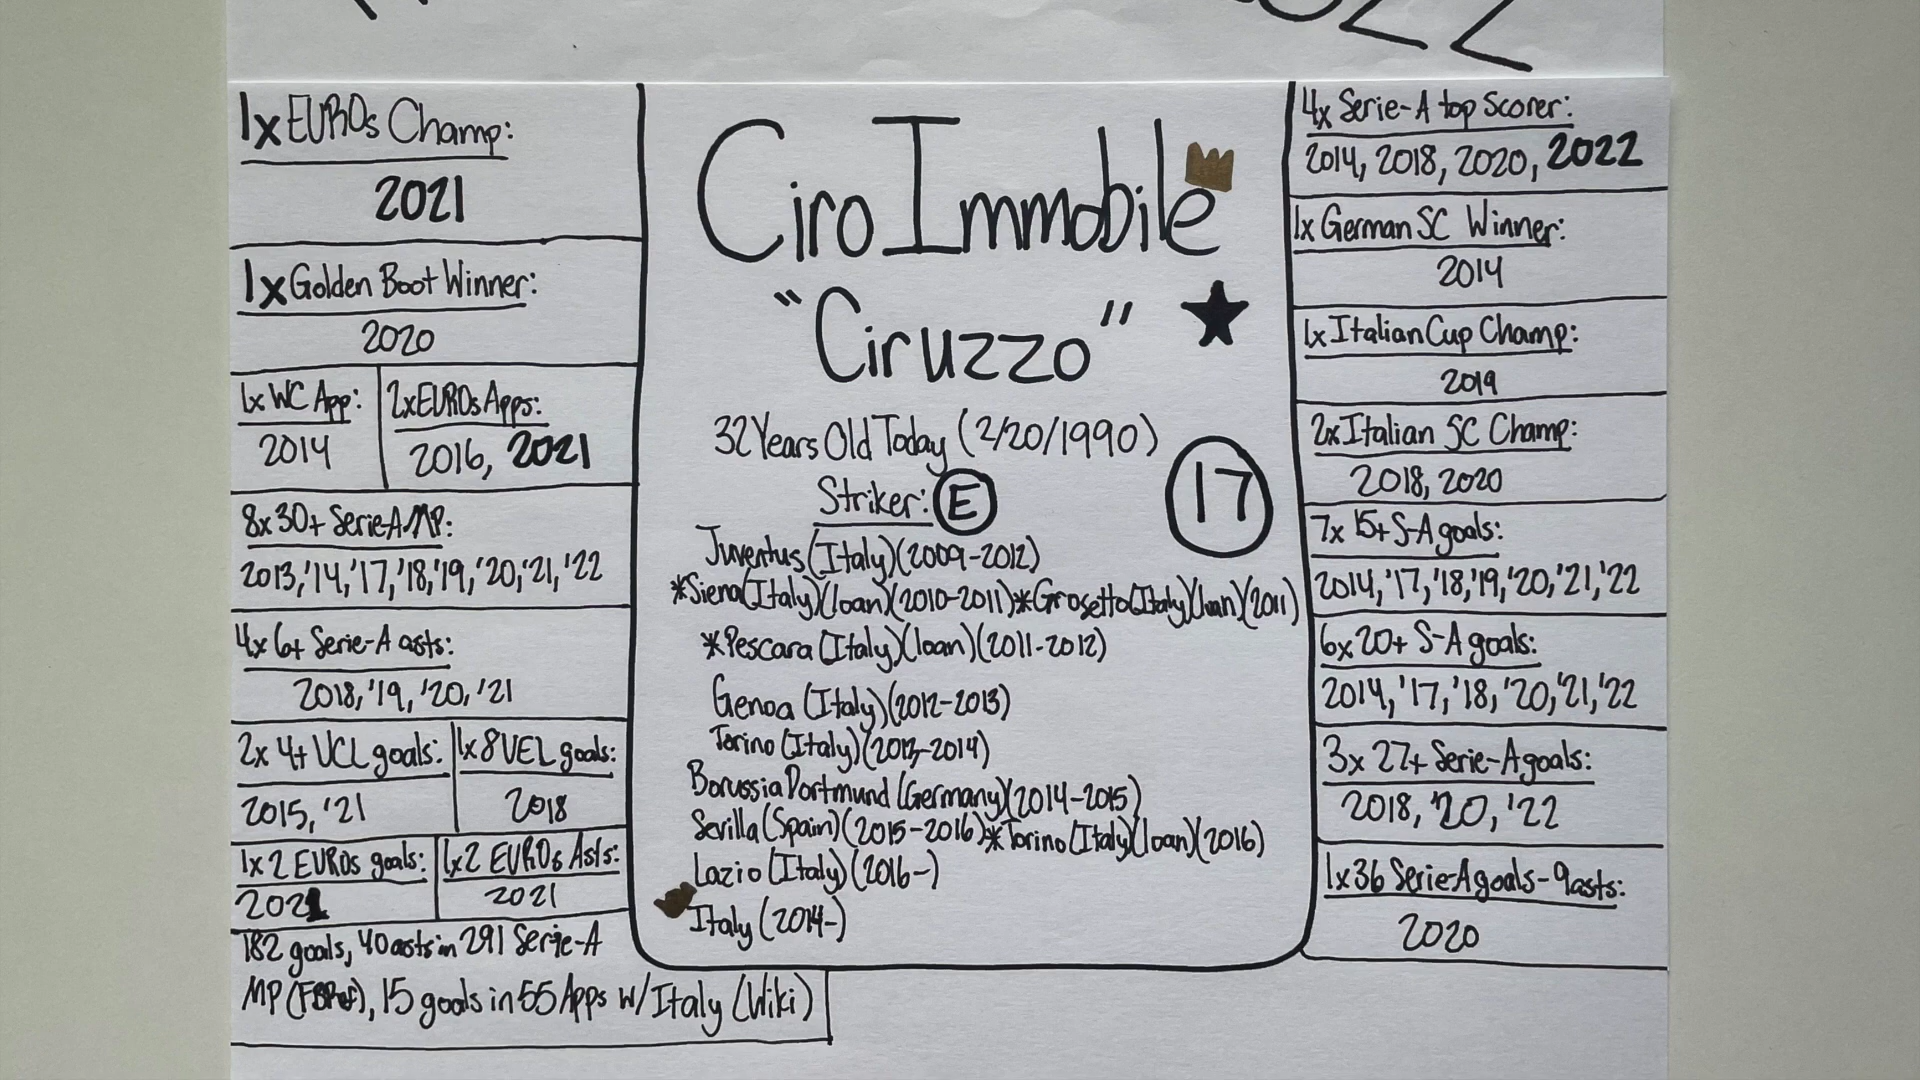 1x EUROs Champ:
2021
1x Golden Boot Winner:
2020
1x WC App:
2014
2x EUROs Apps:
2016, 2021
8x 30+ Serie-A MP:
2013,'14,'17,'18,'19,'20,'21,'22
4x 6+ Serie-A asts:
2018,'19,'20,'21
2x 4+ UCL goals:
2015, '21
1x 8 VEL goals:
2018
1x 2 EUROs goals:
2021
1x2 EUROs Asts:
2021
182 goals, 40 asts in 291 Serie-A
MP (FBRef), 15 goals in 55 Apps w/ Italy (Wiki)
Ciro Immobile
"Ciruzzo"
32 Years Old Today (2/20/1990)
Striker: E
17
Juventus (Italy)(2009-2012)
*Siena(Italy)(loan)(2010-2011)*Grosetto(Italy)(loan)(2011)
*Pescara (Italy)(loan)(2011-2012)
Genoa (Italy)(2012-2013)
Torino (Italy)(2013-2014)
Borussia Dortmund (Germany)(2014-2015)
Sevilla (Spain)(2015-2016)*Torino (Italy)(loan)(2016)
Lazio (Italy)(2016-)
Italy (2014-)
4x Serie-A top scorer:
2014, 2018, 2020, 2022
1x German SC Winner:
2014
1x Italian Cup Champ:
2019
2x Italian SC Champ:
2018, 2020
7x 15+ S-A goals:
2014,'17,'18,'19,'20,'21,'22
6x 20+ S-A goals:
2014,'17,'18,'20,'21,'22
3x 27+ Serie-A goals:
2018, '20, '22
1x36 Serie-A goals-9asts:
2020